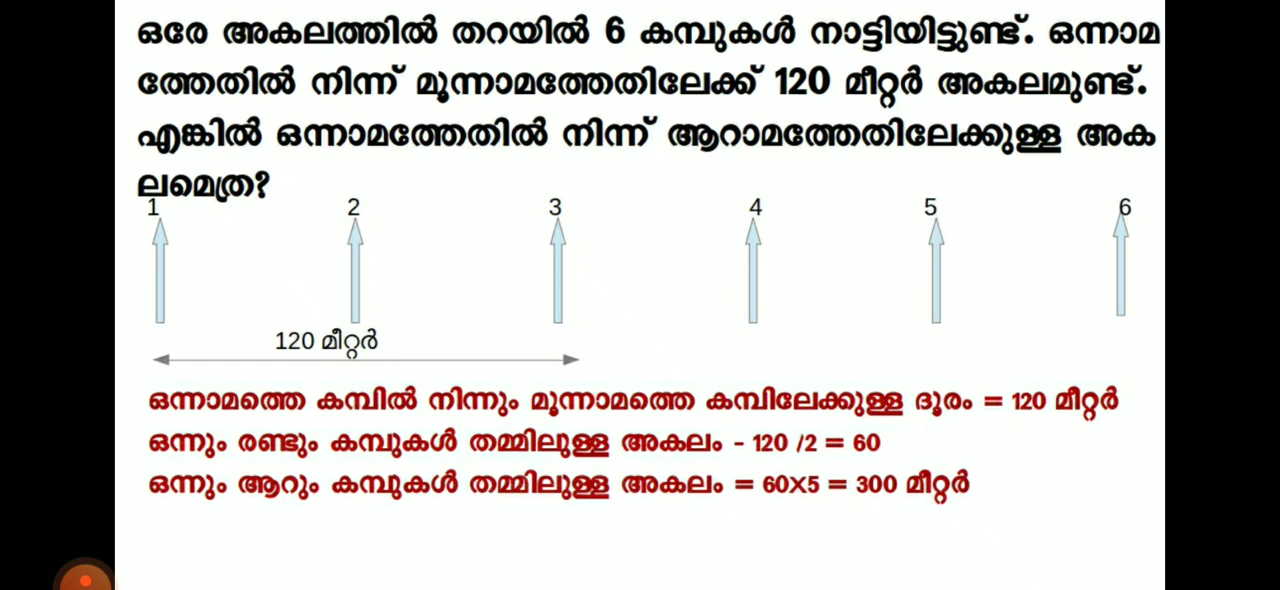 ഒരേ അകലത്തിൽ തറയിൽ 6 കമ്പുകൾ നാട്ടിയിട്ടുണ്ട്. ഒന്നാമ
ത്തേതിൽ നിന്ന് മൂന്നാമത്തേതിലേക്ക് 120 മീറ്റർ അകലമുണ്ട്.
എങ്കിൽ ഒന്നാമത്തേതിൽ നിന്ന് ആറാമത്തേതിലേക്കുള്ള അക
ലമെത്ര?
1 2 3 4 5 6
120 മീറ്റർ
ഒന്നാമത്തെ കമ്പിൽ നിന്നും മൂന്നാമത്തെ കമ്പിലേക്കുള്ള ദൂരം = 120 മീറ്റർ
ഒന്നും രണ്ടും കമ്പുകൾ തമ്മിലുള്ള അകലം - 120 /2 = 60
ഒന്നും ആറും കമ്പുകൾ തമ്മിലുള്ള അകലം = 60X5 = 300 മീറ്റർ